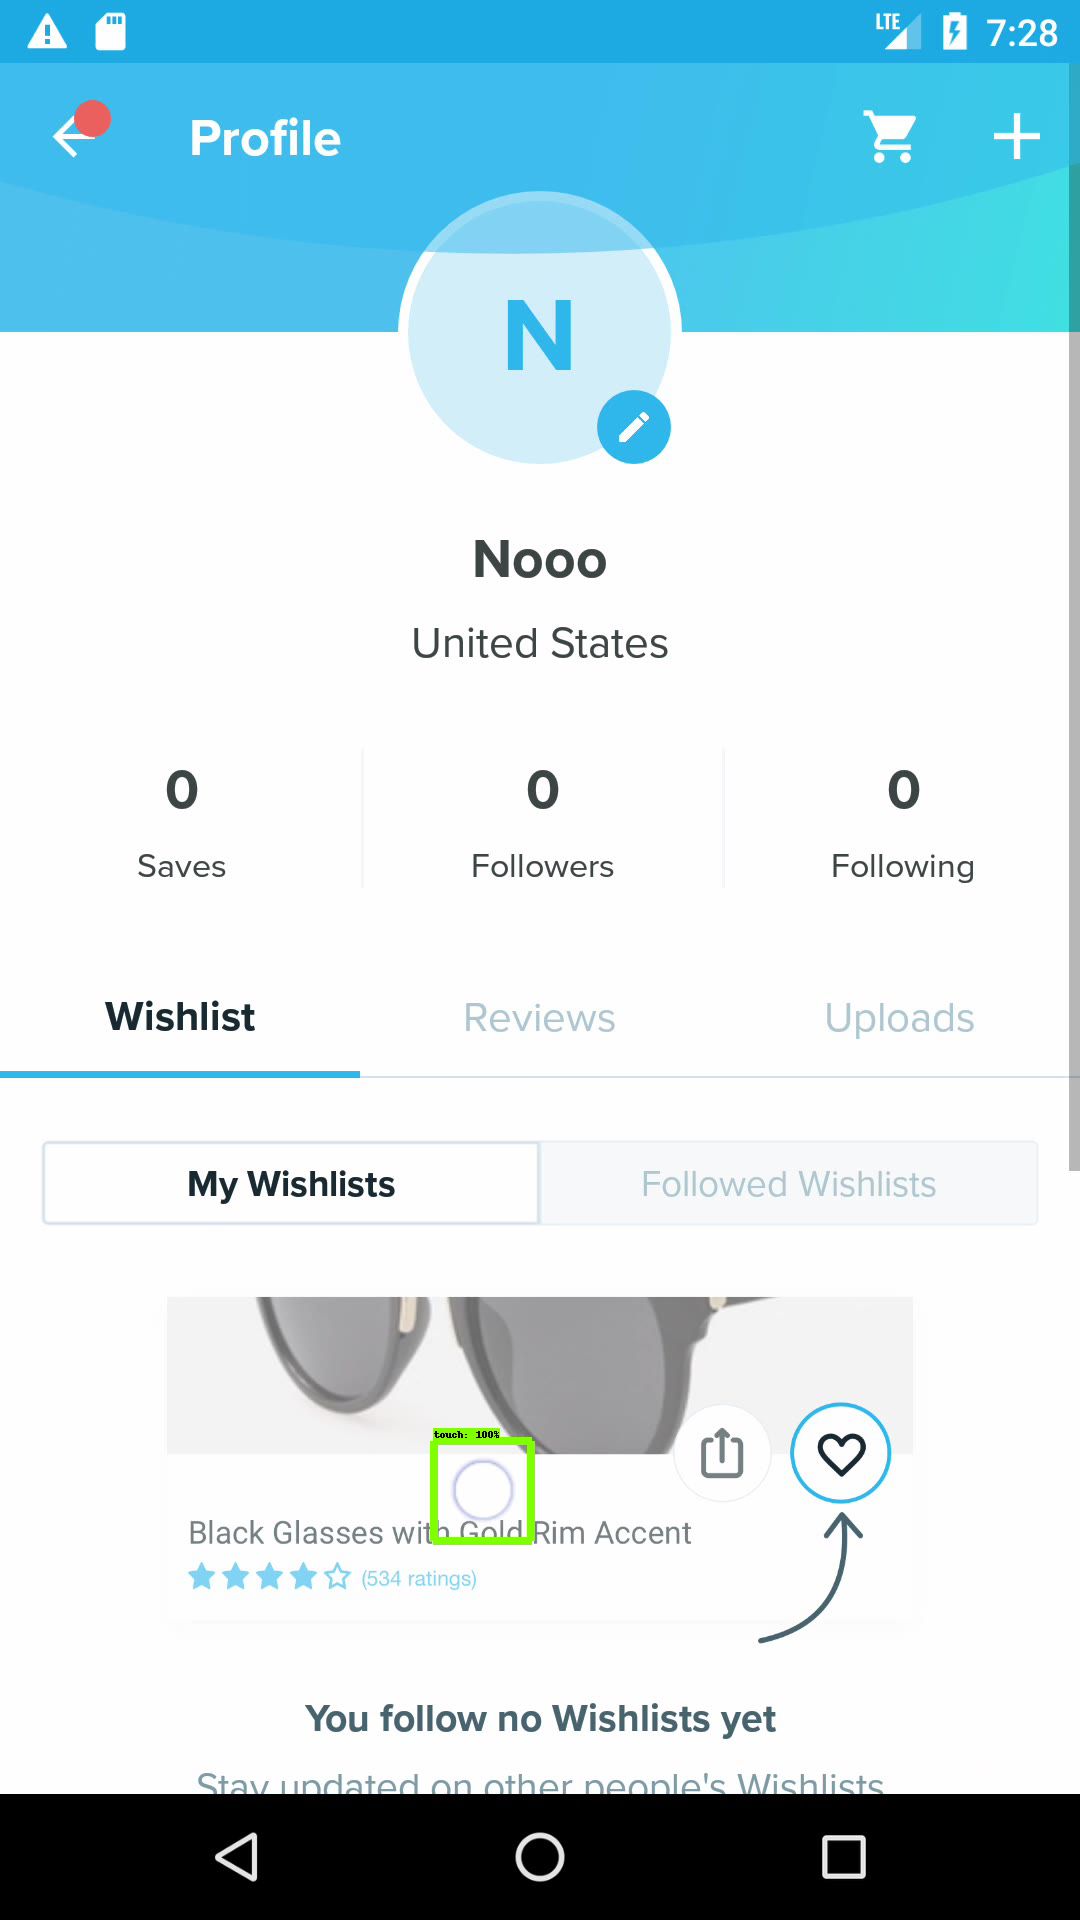 LTE 7:28
Profile
N
Nooo
United States
0 0 0
Saves Followers Following
Wishlist Reviews Uploads
My Wishlists Followed Wishlists
touch: 100%
Black Glasses with Gold Rim Accent
(534 ratings)
You follow no Wishlists yet
Stay updated on other people's Wishlists